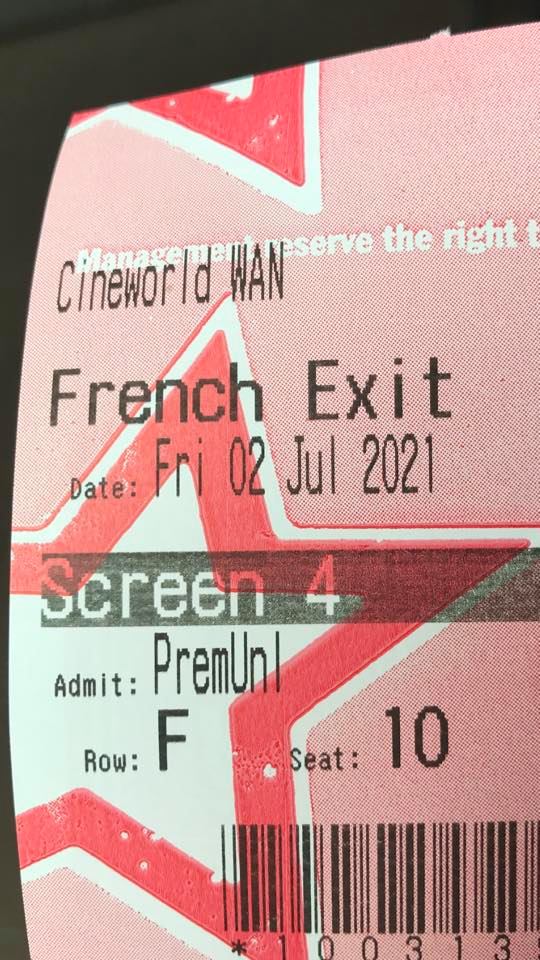 Management reserve the right t
Cineworld WAN
French Exit
Date: Fri 02 Jul 2021
Screen 4
Admit: PremUnl
Row: F Seat: 10
*100313